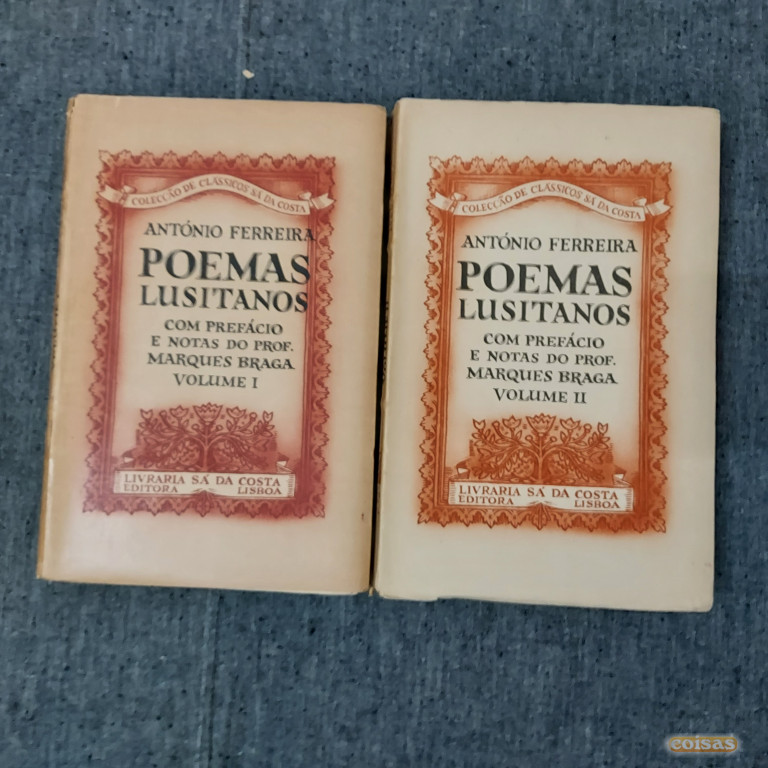 COLECÇÃO DE CLÁSSICOS SÁ DA COSTA
ANTÓNIO FERREIRA
POEMAS
LUSITANOS
COM PREFÁCIO
E NOTAS DO PROF.
MARQUES BRAGA
VOLUME I
LIVRARIA SÁ DA COSTA
EDITORA LISBOA
COLECÇÃO DE CLÁSSICOS SÁ DA COSTA
ANTÓNIO FERREIRA
POEMAS
LUSITANOS
COM PREFÁCIO
E NOTAS DO PROF.
MARQUES BRAGA
VOLUME II
LIVRARIA SÁ DA COSTA
EDITORA LISBOA
coisas